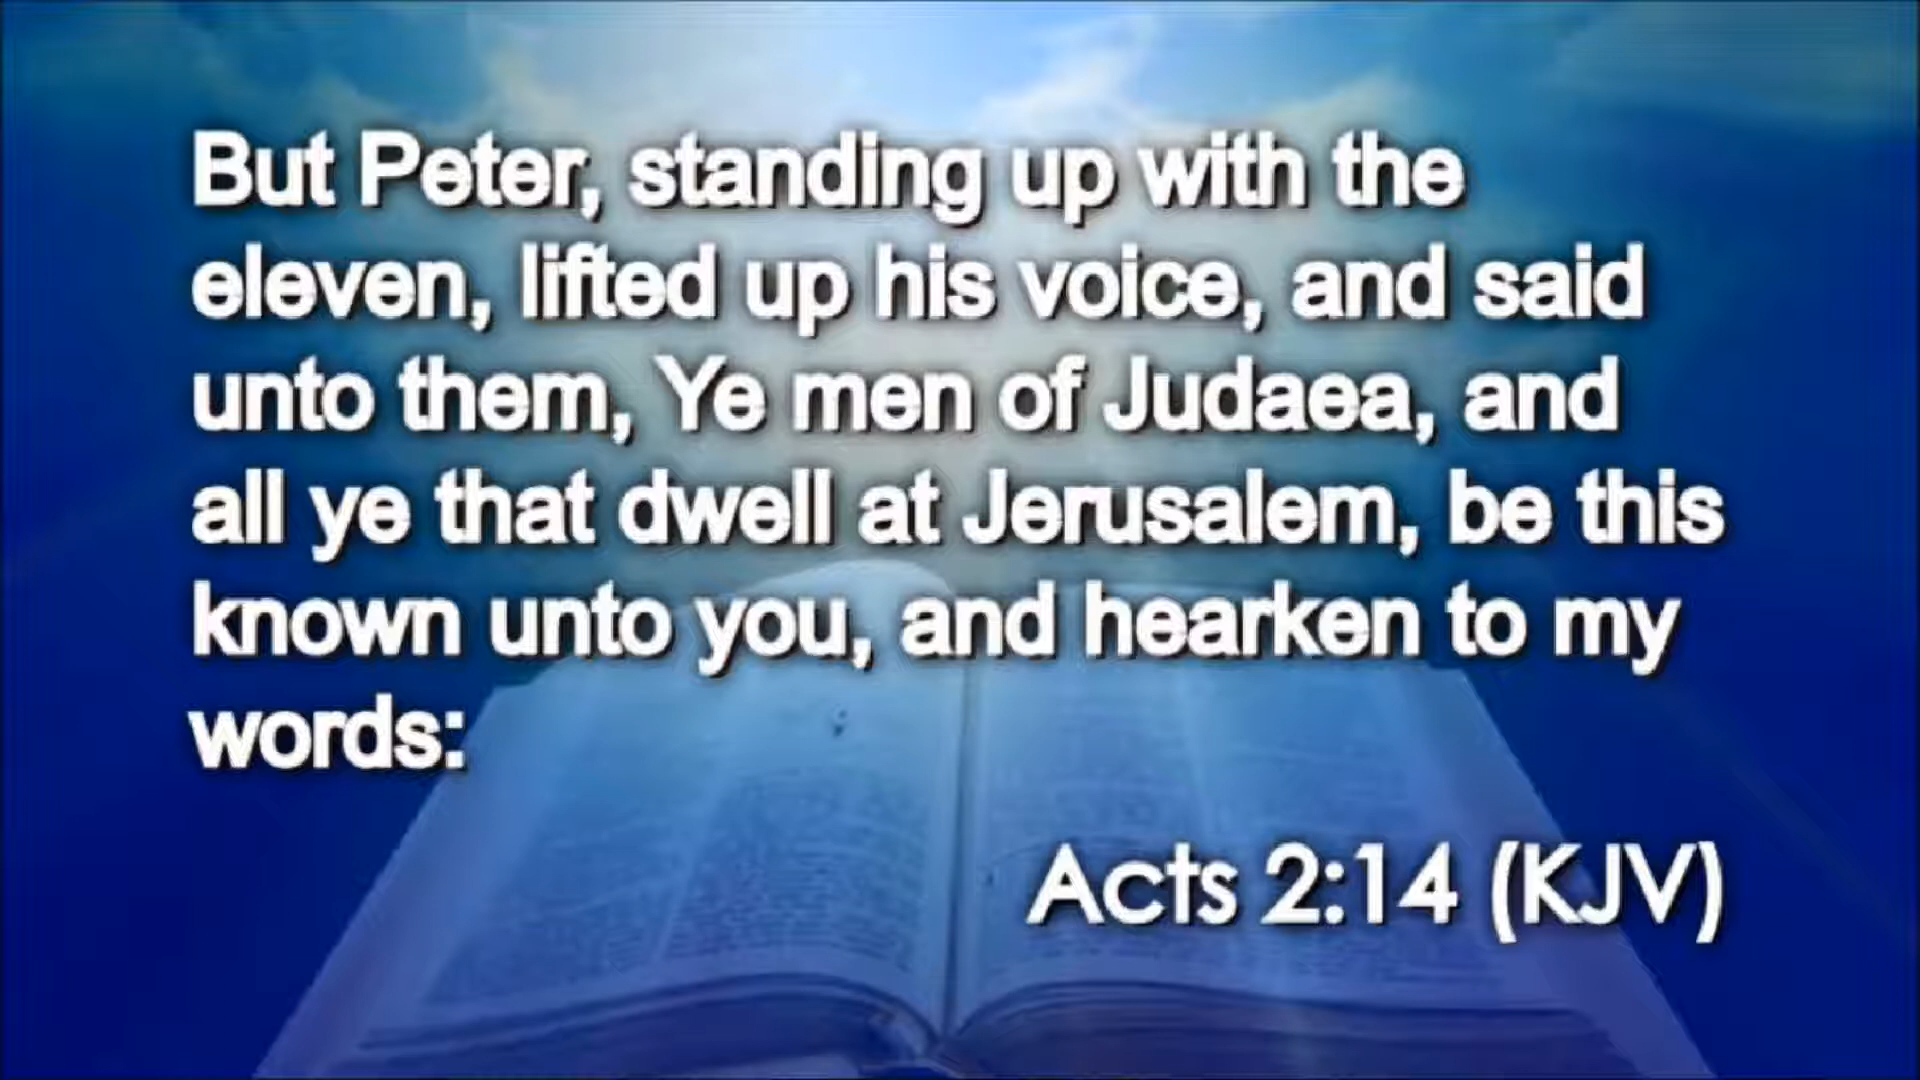 But Peter, standing up with the
eleven, lifted up his voice, and said
unto them, Ye men of Judaea, and
all ye that dwell at Jerusalem, be this
known unto you, and hearken to my
words:
Acts 2:14 (KJV)